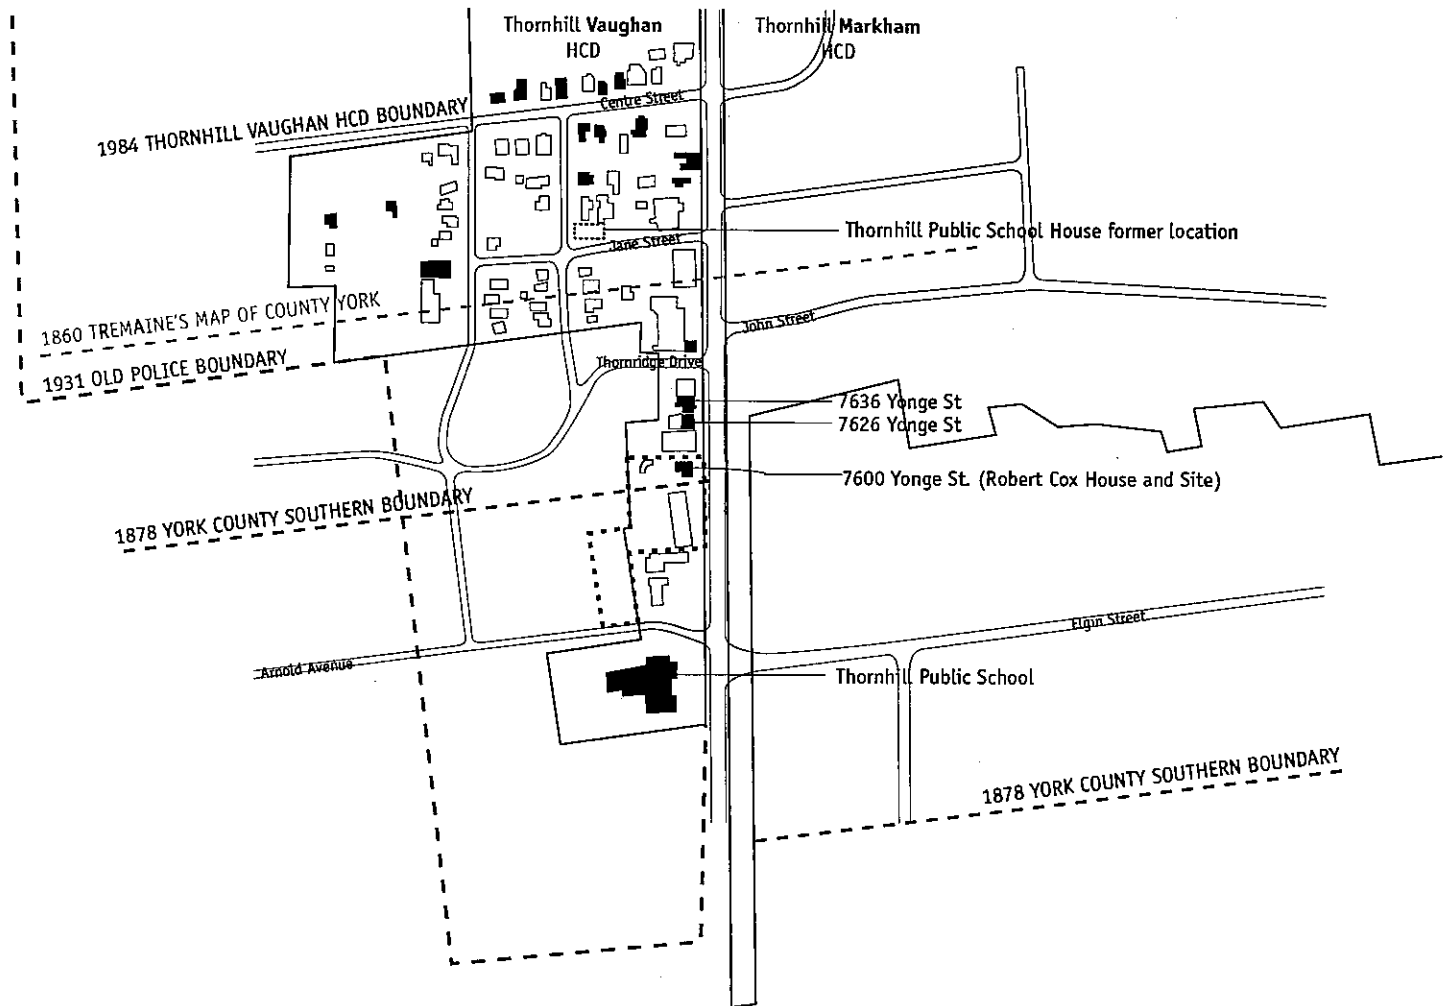 Thornhill Vaughan
HCD
Thornhill Markham
HCD
Centre Street
1984 THORNHILL VAUGHAN HCD BOUNDARY
Thornhill Public School House former location
Jane Street
1860 TREMAINE'S MAP OF COUNTY YORK
John Street
1931 OLD POLICE BOUNDARY
Thornridge Drive
7636 Yonge St
7626 Yonge St
7600 Yonge St. (Robert Cox House and Site)
1878 YORK COUNTY SOUTHERN BOUNDARY
Elgin Street
Arnold Avenue
Thornhill Public School
1878 YORK COUNTY SOUTHERN BOUNDARY